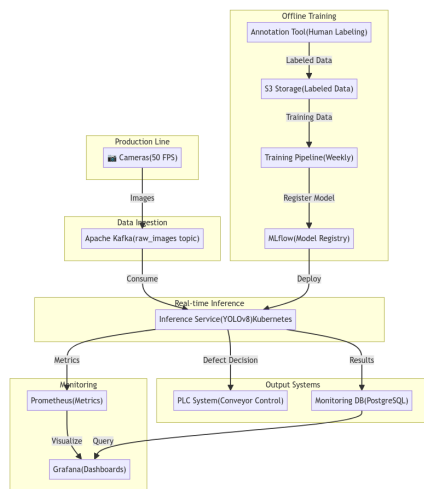 Offline Training
Annotation Tool(Human Labeling)
Labeled Data
S3 Storage(Labeled Data)
Training Data
Production Line
📷 Cameras(50 FPS)
Training Pipeline(Weekly)
Images
Register Model
Data Ingestion
Apache Kafka(raw_images topic)
MLflow(Model Registry)
Consume
Deploy
Real-time Inference
Inference Service(YOLOv8)Kubernetes
Metrics
Defect Decision
Results
Monitoring
Output Systems
Prometheus(Metrics)
PLC System(Conveyor Control)
Monitoring DB(PostgreSQL)
Visualize
Query
Grafana(Dashboards)